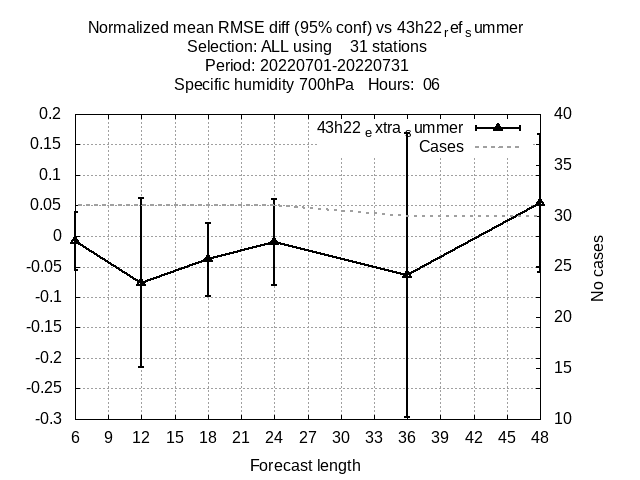 Normalized mean RMSE diff (95% conf) vs 43h22refsummer
Selection: ALL using 31 stations
Period: 20220701-20220731
Specific humidity 700hPa Hours: 06
43h22extrasummer
Cases
0.2
0.15
0.1
0.05
0
-0.05
-0.1
-0.15
-0.2
-0.25
-0.3
40
35
30
25
20
15
10
No cases
6 9 12 15 18 21 24 27 30 33 36 39 42 45 48
Forecast length